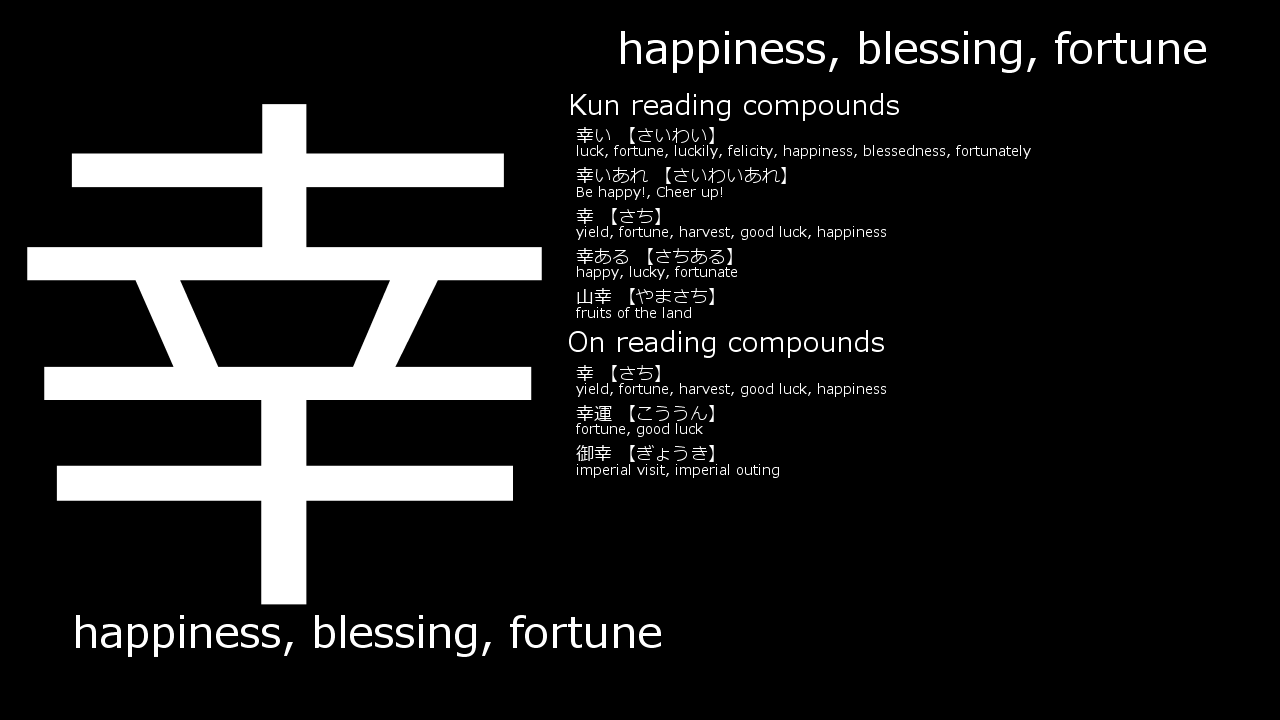 幸
happiness, blessing, fortune
happiness, blessing, fortune
Kun reading compounds
幸い 【さいわい】
luck, fortune, luckily, felicity, happiness, blessedness, fortunately
幸いあれ 【さいわいあれ】
Be happy!, Cheer up!
幸 【さち】
yield, fortune, harvest, good luck, happiness
幸ある 【さちある】
happy, lucky, fortunate
山幸 【やまさち】
fruits of the land
On reading compounds
幸 【さち】
yield, fortune, harvest, good luck, happiness
幸運 【こううん】
fortune, good luck
御幸 【ぎょうき】
imperial visit, imperial outing